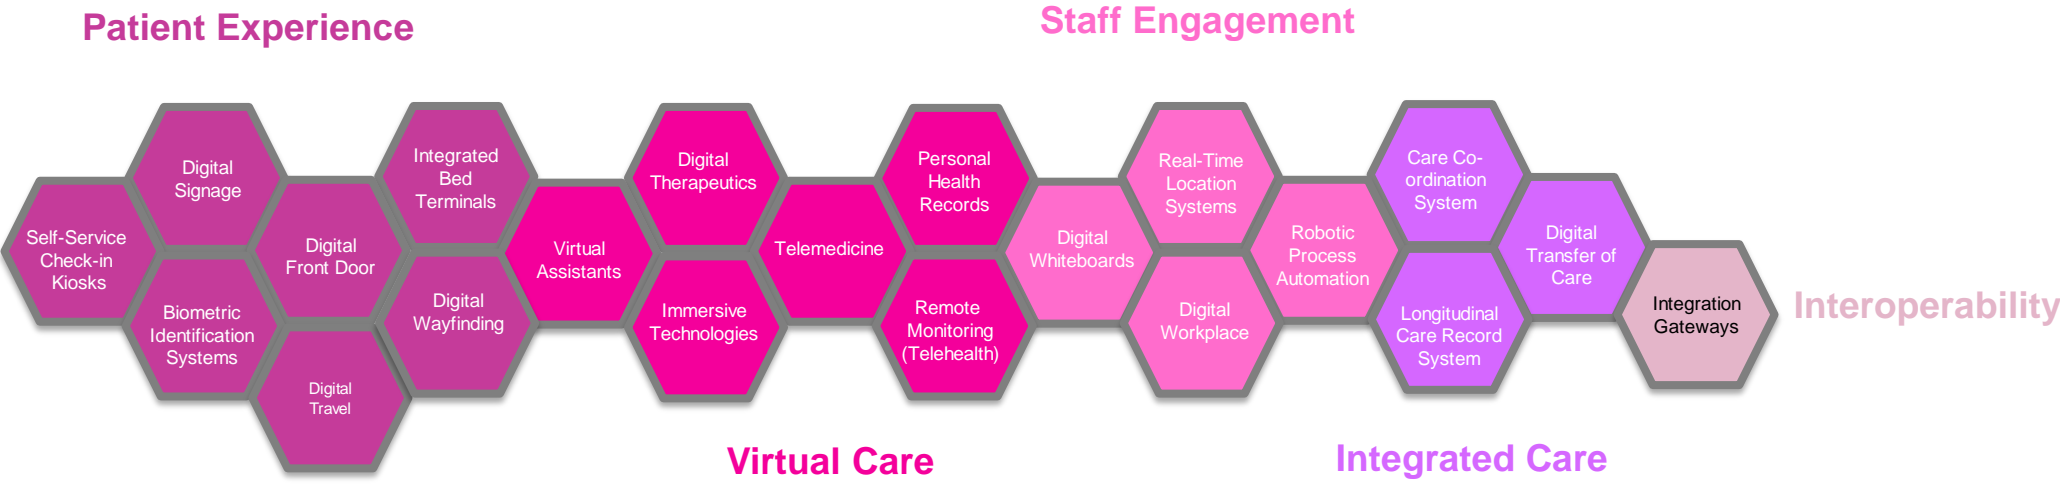 Patient Experience
Staff Engagement
Self-Service
Check-in
Kiosks
Digital
Signage
Biometric
Identification
Systems
Digital
Front Door
Digital
Travel
Integrated
Bed
Terminals
Digital
Wayfinding
Virtual
Assistants
Digital
Therapeutics
Immersive
Technologies
Telemedicine
Personal
Health
Records
Remote
Monitoring
(Telehealth)
Digital
Whiteboards
Real-Time
Location
Systems
Digital
Workplace
Robotic
Process
Automation
Care Co-
ordination
System
Longitudinal
Care Record
System
Digital
Transfer of
Care
Integration
Gateways
Interoperability
Virtual Care
Integrated Care